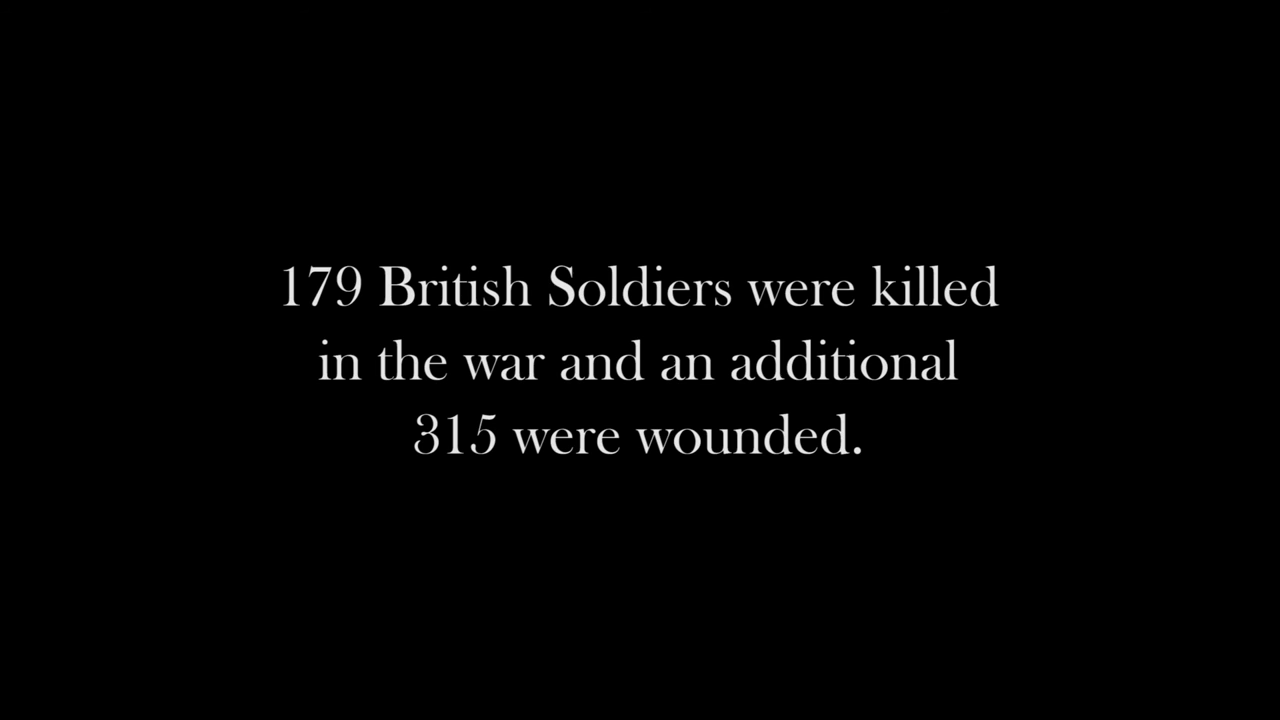 179 British Soldiers were killed
in the war and an additional
315 were wounded.